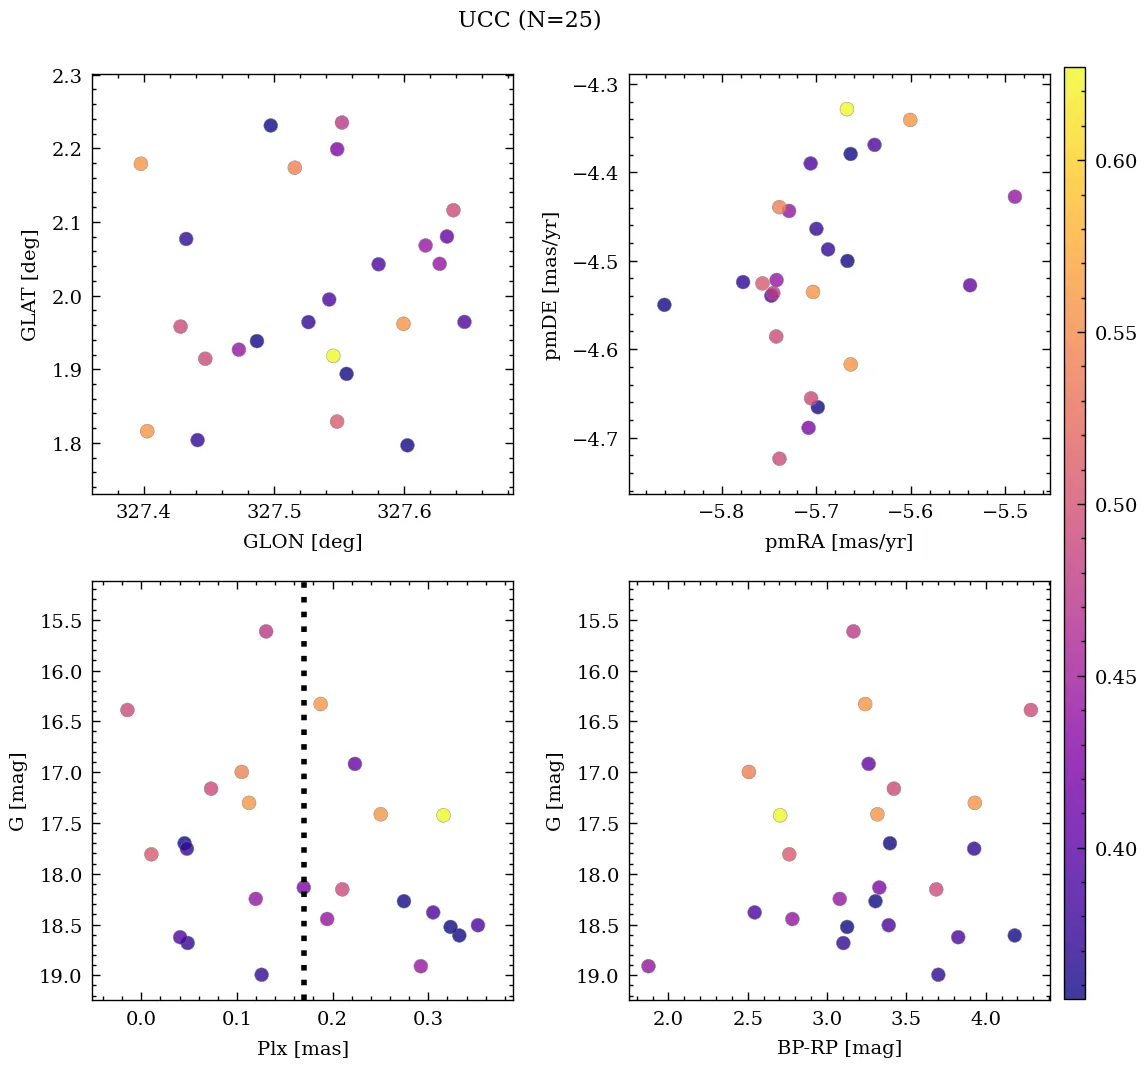 UCC (N=25)
2.3
2.2
2.1
2.0
1.9
1.8
GLAT [deg]
327.4 327.5 327.6
GLON [deg]
−4.3
−4.4
−4.5
−4.6
−4.7
pmDE [mas/yr]
−5.8 −5.7 −5.6 −5.5
pmRA [mas/yr]
15.5
16.0
16.5
17.0
17.5
18.0
18.5
19.0
G [mag]
0.0 0.1 0.2 0.3
Plx [mas]
15.5
16.0
16.5
17.0
17.5
18.0
18.5
19.0
G [mag]
2.0 2.5 3.0 3.5 4.0
BP-RP [mag]
0.60
0.55
0.50
0.45
0.40